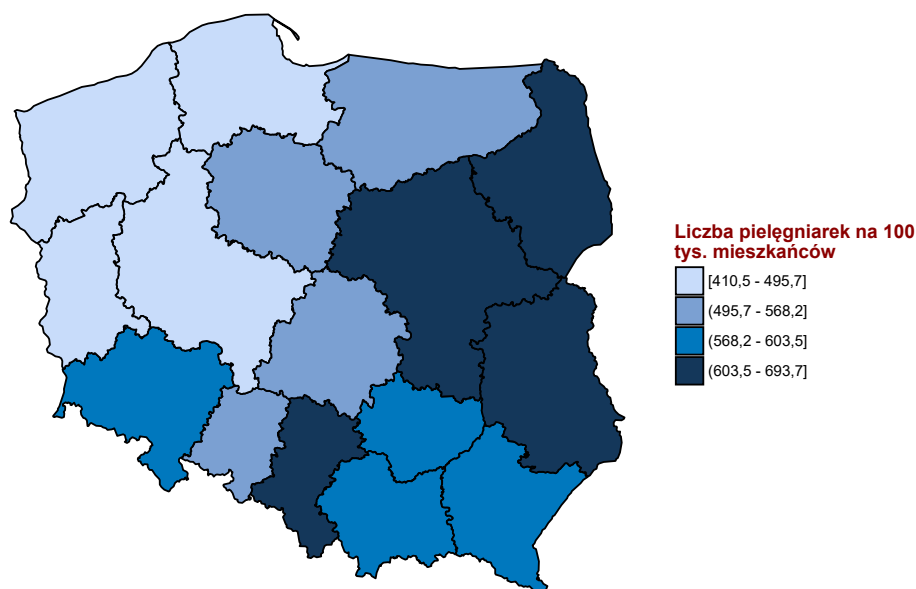 Liczba pielęgniarek na 100
tys. mieszkańców
[410,5 - 495,7]
(495,7 - 568,2]
(568,2 - 603,5]
(603,5 - 693,7]